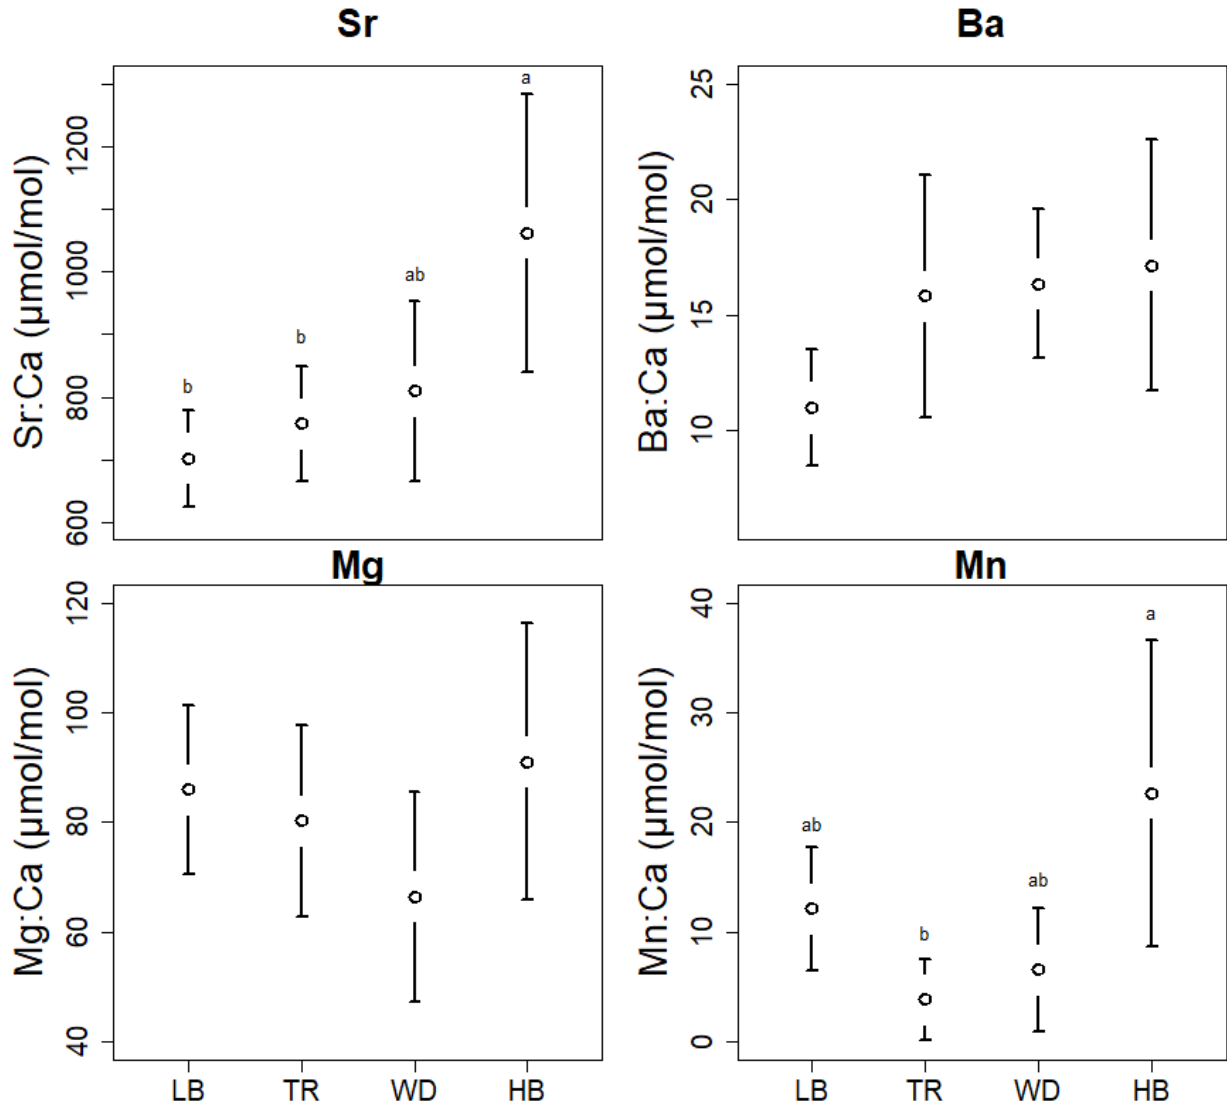 Sr
Sr:Ca (µmol/mol)
600
800
1000
1200
b
b
ab
a
Ba
Ba:Ca (µmol/mol)
10
15
20
25
Mg
Mg:Ca (µmol/mol)
40
60
80
100
120
LB TR WD HB
Mn
Mn:Ca (µmol/mol)
0
10
20
30
40
ab
b
ab
a
LB TR WD HB